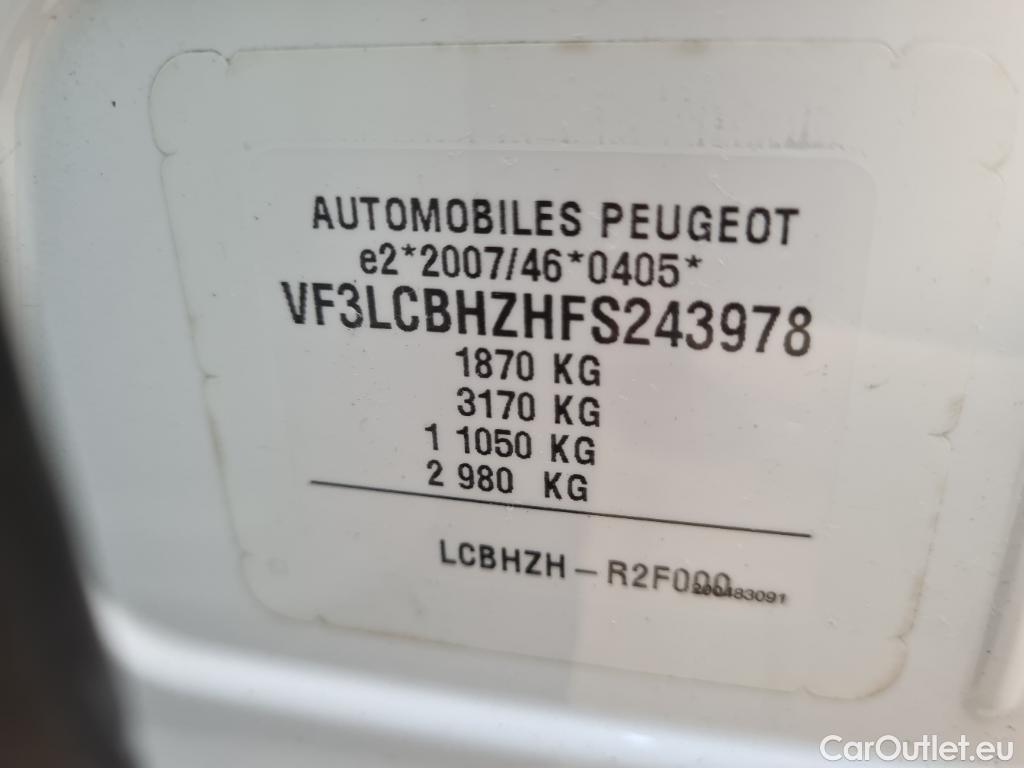 AUTOMOBILES PEUGEOT
e2*2007/46*0405*
VF3LCBHZHFS243978
1870 KG
3170 KG
1 1050 KG
2 980 KG
LCBHZH - R2F000
200483091
CarOutlet.eu